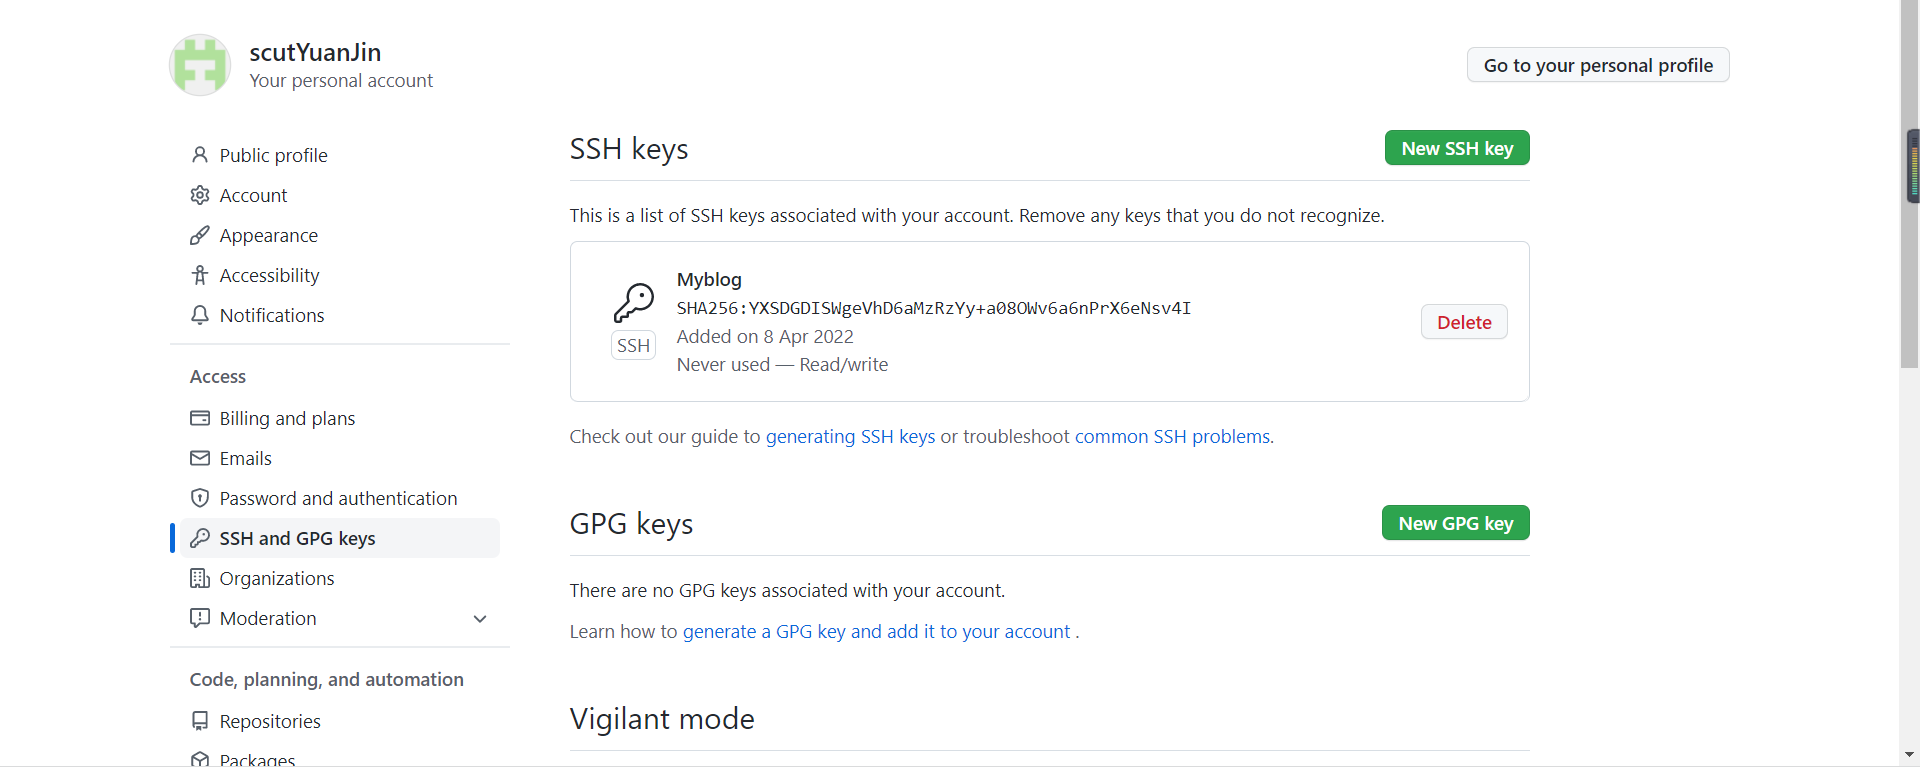 scutYuanJin
Your personal account
Go to your personal profile
Public profile
Account
Appearance
Accessibility
Notifications
Access
Billing and plans
Emails
Password and authentication
SSH and GPG keys
Organizations
Moderation
Code, planning, and automation
Repositories
Packages
SSH keys
New SSH key
This is a list of SSH keys associated with your account. Remove any keys that you do not recognize.
Myblog
SHA256:YXSDGDISWgeVhD6aMzRzYy+a08OWv6a6nPrX6eNsv4I
Added on 8 Apr 2022
Never used — Read/write
SSH
Delete
Check out our guide to generating SSH keys or troubleshoot common SSH problems.
GPG keys
New GPG key
There are no GPG keys associated with your account.
Learn how to generate a GPG key and add it to your account .
Vigilant mode